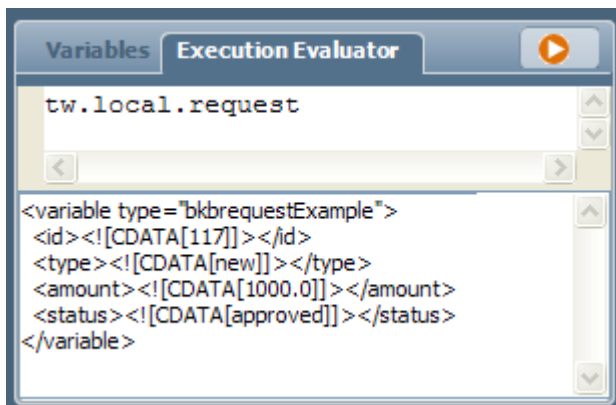 Variables Execution Evaluator
tw.local.request
<variable type="bkbrequestExample">
<id><![CDATA[117]]></id>
<type><![CDATA[new]]></type>
<amount><![CDATA[1000.0]]></amount>
<status><![CDATA[approved]]></status>
</variable>